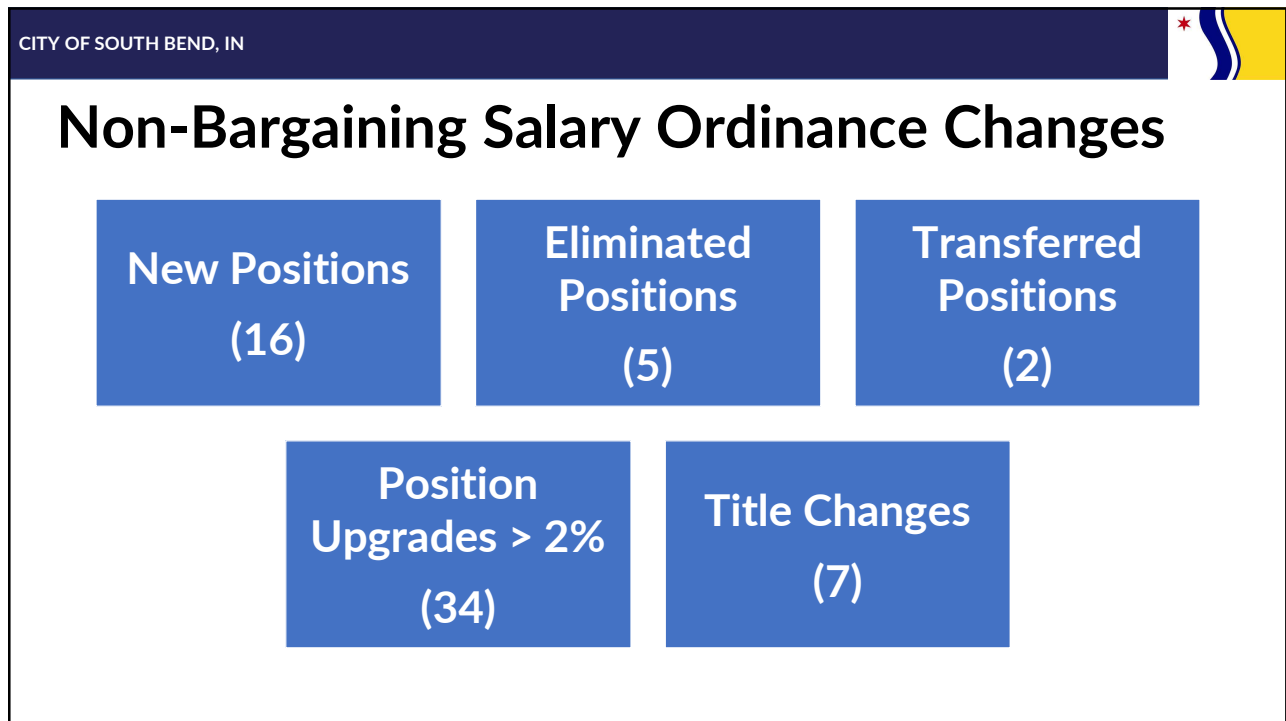 CITY OF SOUTH BEND, IN
Non-Bargaining Salary Ordinance Changes
New Positions
(16)
Eliminated
Positions
(5)
Transferred
Positions
(2)
Position
Upgrades > 2%
(34)
Title Changes
(7)